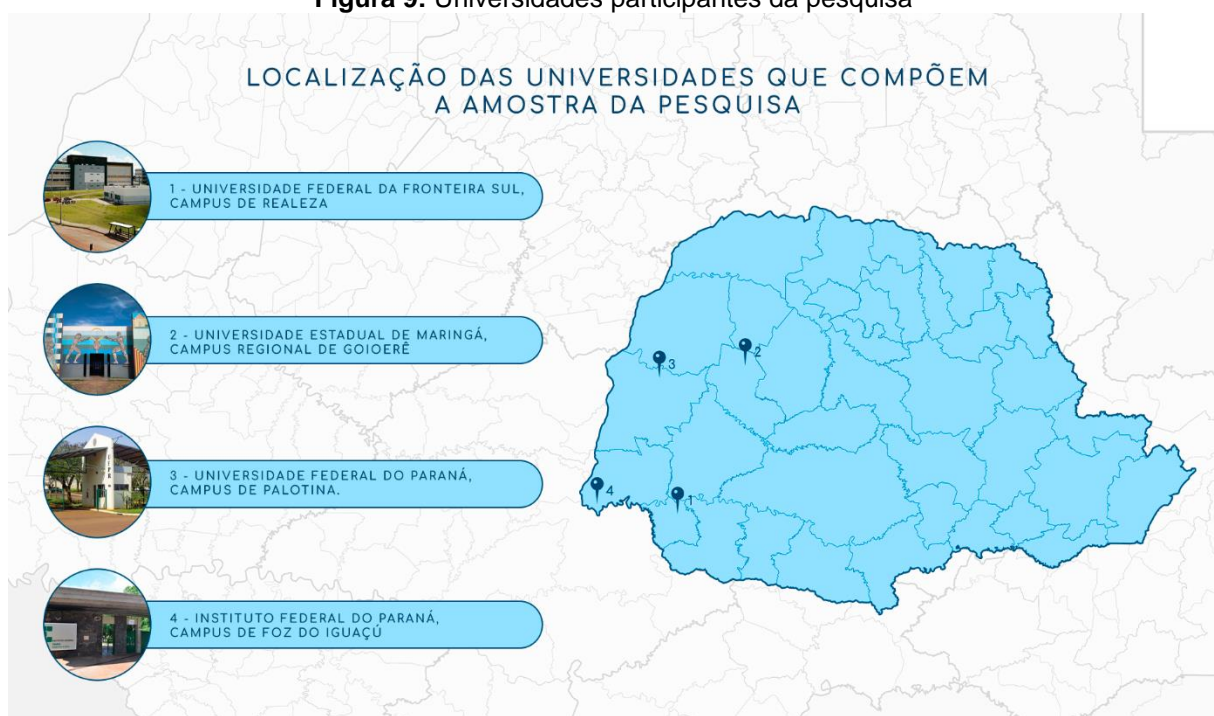 Figura 9. Universidades participantes da pesquisa
LOCALIZAÇÃO DAS UNIVERSIDADES QUE COMPÕEM
A AMOSTRA DA PESQUISA
1 - UNIVERSIDADE FEDERAL DA FRONTEIRA SUL,
CAMPUS DE REALEZA
2 - UNIVERSIDADE ESTADUAL DE MARINGÁ,
CAMPUS REGIONAL DE GOIOERÊ
3 - UNIVERSIDADE FEDERAL DO PARANÁ,
CAMPUS DE PALOTINA.
4 - INSTITUTO FEDERAL DO PARANÁ,
CAMPUS DE FOZ DO IGUAÇÚ
2
3
4
1